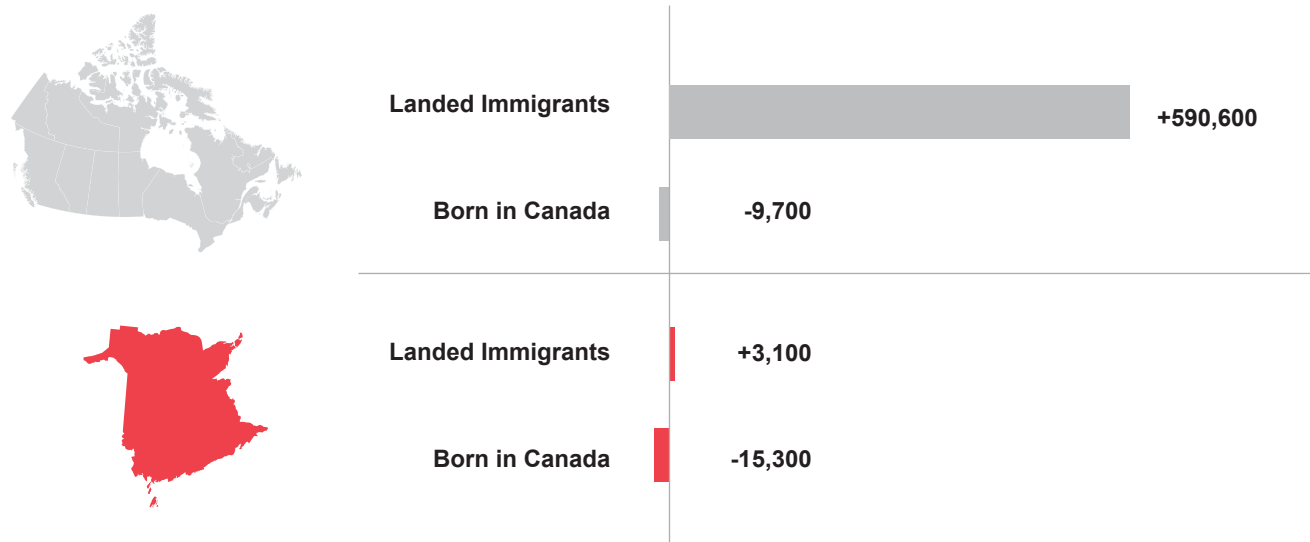 Landed Immigrants
+590,600
Born in Canada
-9,700
Landed Immigrants
+3,100
Born in Canada
-15,300